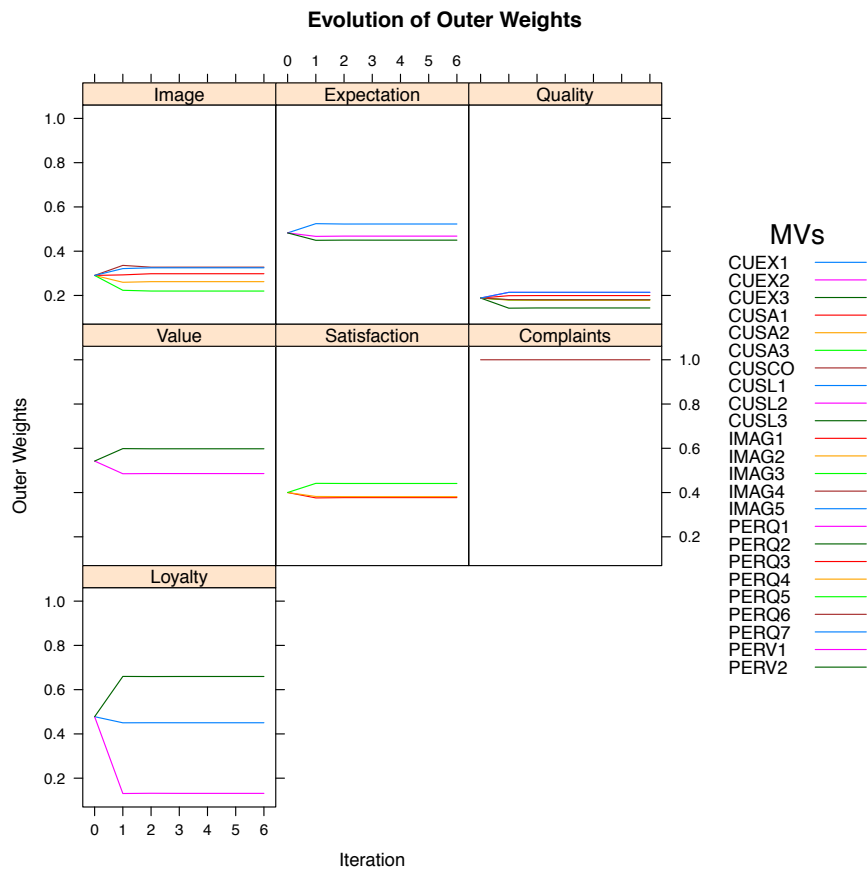 Evolution of Outer Weights
0 1 2 3 4 5 6
Image Expectation Quality
1.0
0.8
0.6
0.4
0.2
Value Satisfaction Complaints
1.0
0.8
0.6
0.4
0.2
Loyalty
1.0
0.8
0.6
0.4
0.2
0 1 2 3 4 5 6
Iteration
Outer Weights
MVs
CUEX1
CUEX2
CUEX3
CUSA1
CUSA2
CUSA3
CUSCO
CUSL1
CUSL2
CUSL3
IMAG1
IMAG2
IMAG3
IMAG4
IMAG5
PERQ1
PERQ2
PERQ3
PERQ4
PERQ5
PERQ6
PERQ7
PERV1
PERV2